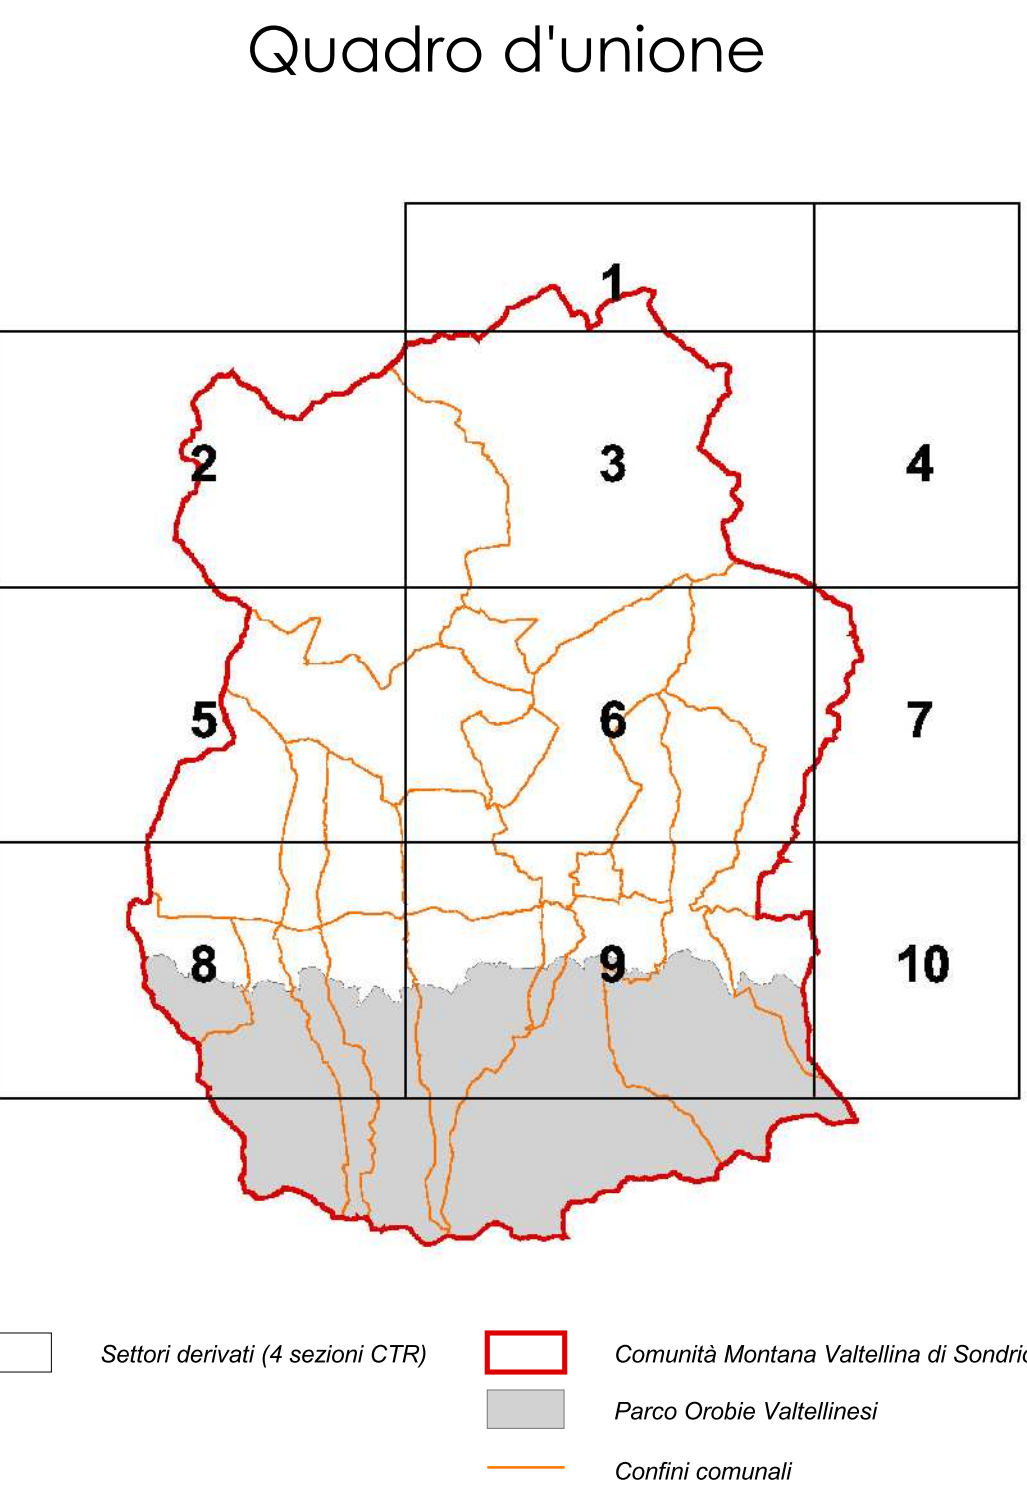 Quadro d'unione
1
2
3
4
5
6
7
8
9
10
Settori derivati (4 sezioni CTR)
Comunità Montana Valtellina di Sondrio
Parco Orobie Valtellinesi
Confini comunali